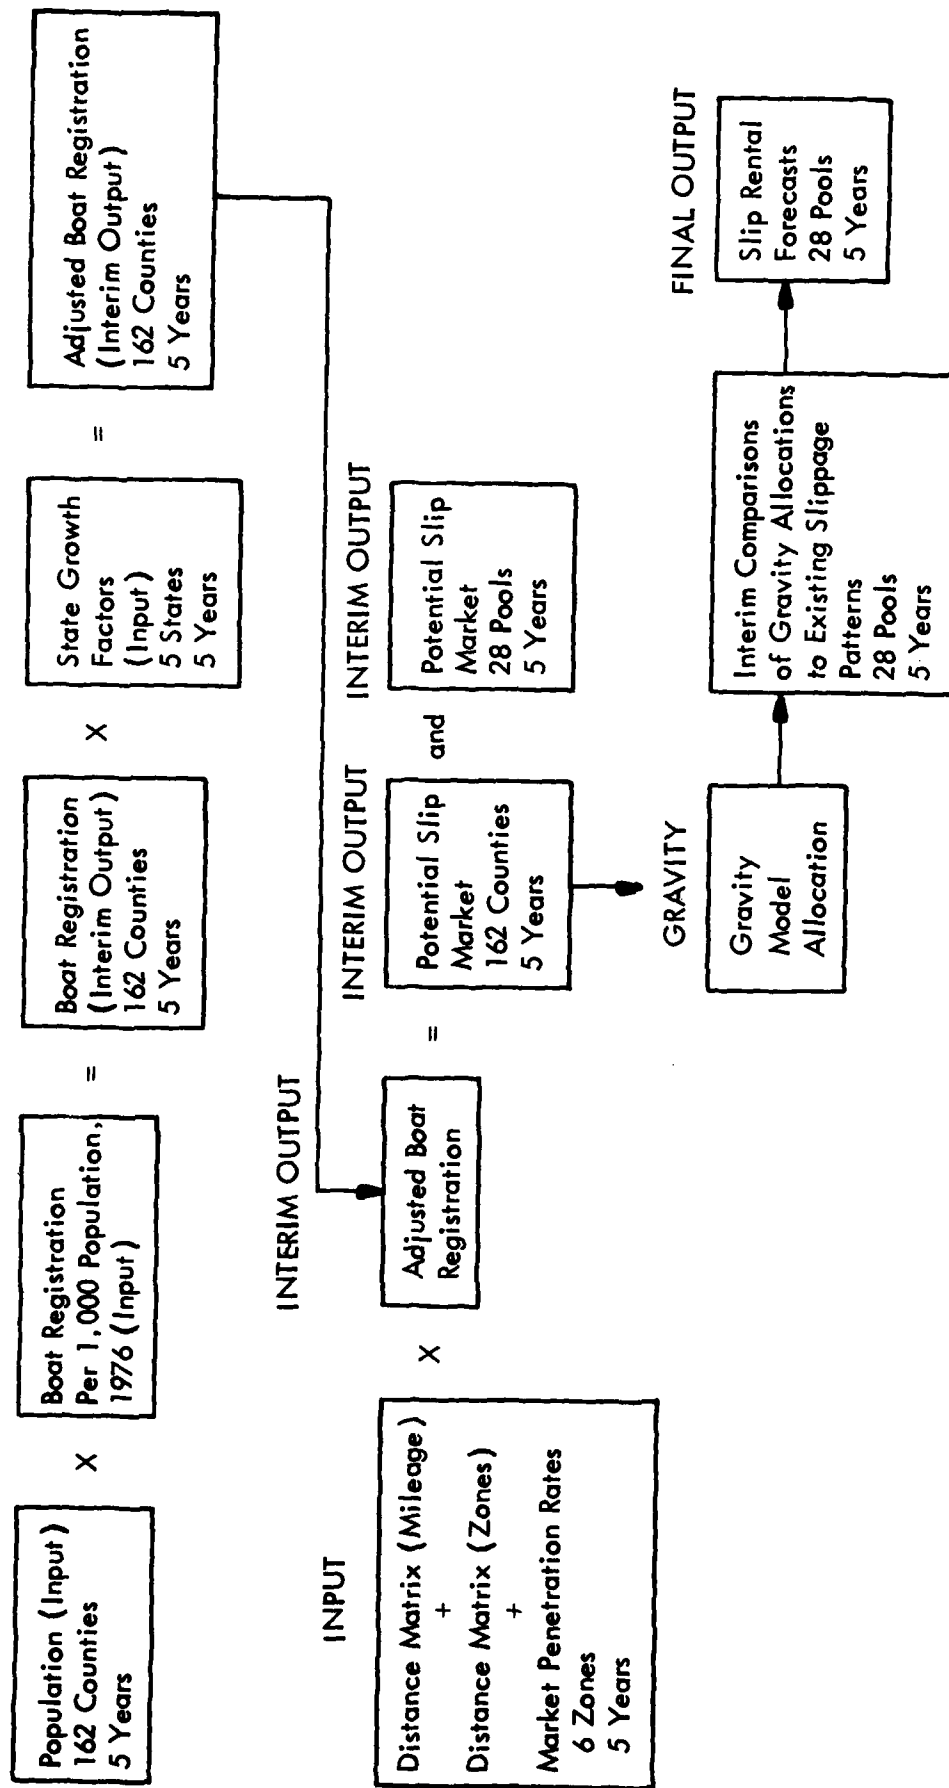 Population (Input)
162 Counties
5 Years
X
Boat Registration
Per 1,000 Population,
1976 (Input)
=
Boat Registration
(Interim Output)
162 Counties
5 Years
X
State Growth
Factors
(Input)
5 States
5 Years
=
Adjusted Boat Registration
(Interim Output)
162 Counties
5 Years
INPUT
Distance Matrix (Mileage)
+
Distance Matrix (Zones)
+
Market Penetration Rates
6 Zones
5 Years
X
INTERIM OUTPUT
Adjusted Boat
Registration
=
INTERIM OUTPUT
Potential Slip
Market
162 Counties
5 Years
and
INTERIM OUTPUT
Potential Slip
Market
28 Pools
5 Years
GRAVITY
Gravity
Model
Allocation
Interim Comparisons
of Gravity Allocations
to Existing Slippage
Patterns
28 Pools
5 Years
FINAL OUTPUT
Slip Rental
Forecasts
28 Pools
5 Years